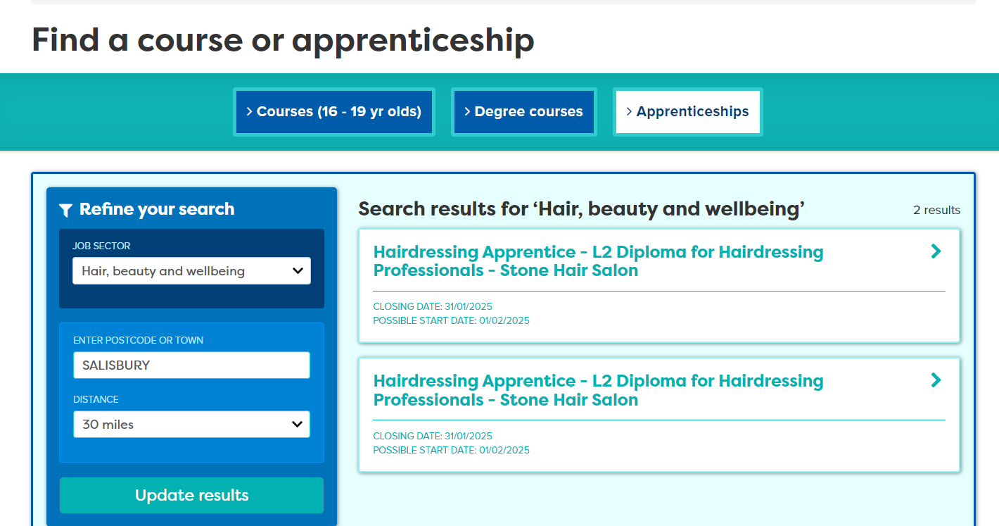 Find a course or apprenticeship
Courses (16 - 19 yr olds)
Degree courses
Apprenticeships
Refine your search
JOB SECTOR
Hair, beauty and wellbeing
ENTER POSTCODE OR TOWN
SALISBURY
DISTANCE
30 miles
Update results
Search results for ‘Hair, beauty and wellbeing’
2 results
Hairdressing Apprentice - L2 Diploma for Hairdressing
Professionals - Stone Hair Salon
CLOSING DATE: 31/01/2025
POSSIBLE START DATE: 01/02/2025
Hairdressing Apprentice - L2 Diploma for Hairdressing
Professionals - Stone Hair Salon
CLOSING DATE: 31/01/2025
POSSIBLE START DATE: 01/02/2025